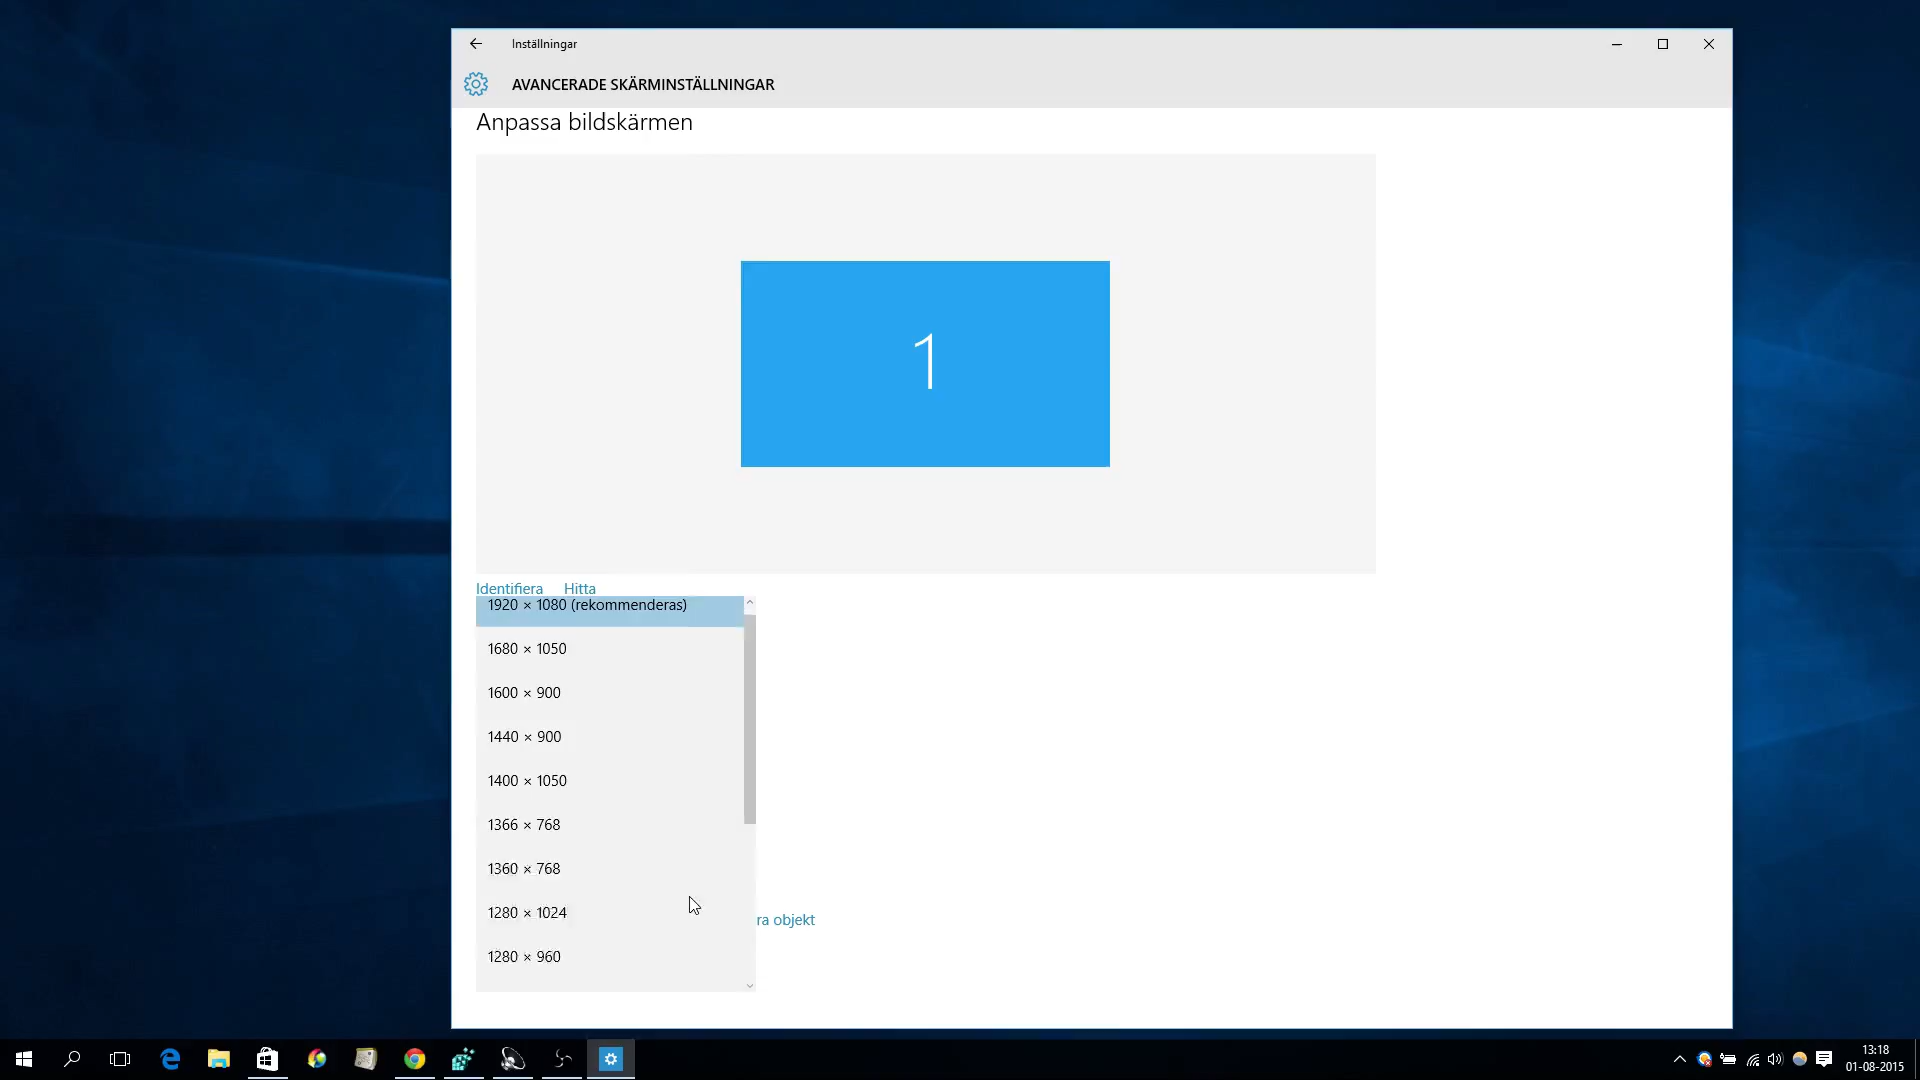 Inställningar
AVANCERADE SKÄRMINSTÄLLNINGAR
Anpassa bildskärmen
1
Identifiera Hitta
1920 × 1080 (rekommenderas)
1680 × 1050
1600 × 900
1440 × 900
1400 × 1050
1366 × 768
1360 × 768
1280 × 1024
ra objekt
1280 × 960
13:18
01-08-2015